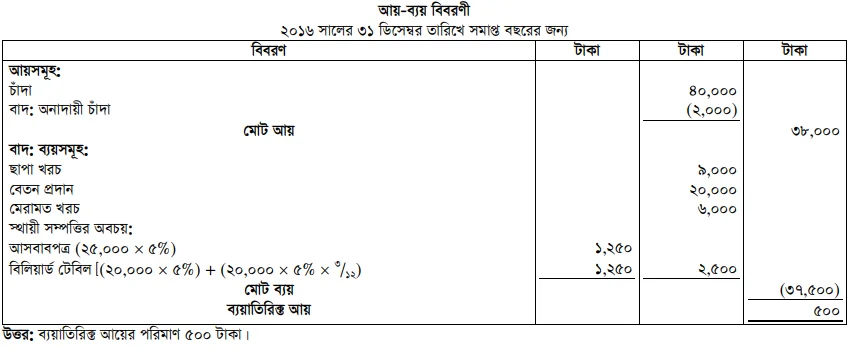 আয়-ব্যয় বিবরণী
২০১৬ সালের ৩১ ডিসেম্বর তারিখে সমাপ্ত বছরের জন্য
বিবরণ টাকা টাকা টাকা
আয়সমূহ:
চাঁদা ৪০,০০০
বাদ: অনাদায়ী চাঁদা (২,০০০)
মোট আয় ৩৮,০০০
বাদ: ব্যয়সমূহ:
ছাপা খরচ ৯,০০০
বেতন প্রদান ২০,০০০
মেরামত খরচ ৬,০০০
স্থায়ী সম্পত্তির অবচয়:
আসবাবপত্র (২৫,০০০ × ৫%) ১,২৫০
বিলিয়ার্ড টেবিল [(২০,০০০ × ৫%) + (২০,০০০ × ৫% × ৩/১২) ১,২৫০ ২,৫০০
মোট ব্যয় (৩৭,৫০০)
ব্যয়াতিরিক্ত আয় ৫০০
উত্তর: ব্যয়াতিরিক্ত আয়ের পরিমাণ ৫০০ টাকা।